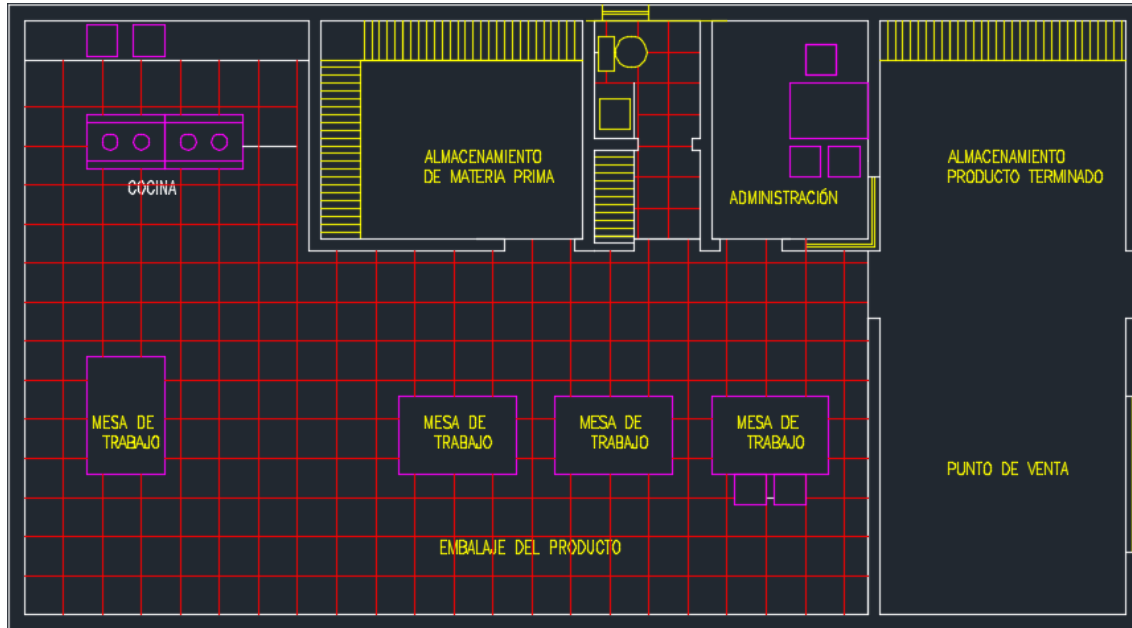 ALMACENAMIENTO
DE MATERIA PRIMA
ALMACENAMIENTO
PRODUCTO TERMINADO
COCINA
ADMINISTRACIÓN
MESA DE
TRABAJO
MESA DE
TRABAJO
MESA DE
TRABAJO
MESA DE
TRABAJO
PUNTO DE VENTA
EMBALAJE DEL PRODUCTO